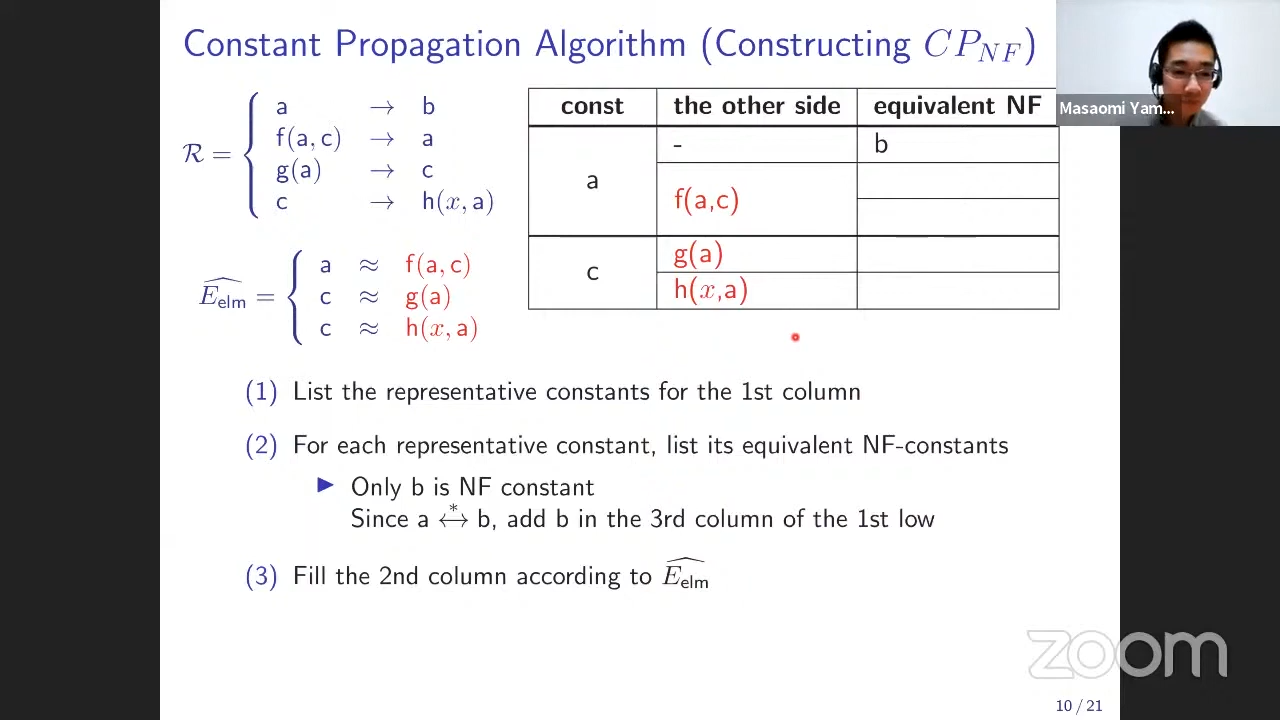 Constant Propagation Algorithm (Constructing CP_NF)
R = { a → b
f(a, c) → a
g(a) → c
c → h(x, a)
Ê_elm = { a ≈ f(a, c)
c ≈ g(a)
c ≈ h(x, a)
const the other side equivalent NF
a - b
f(a,c)
c g(a)
h(x,a)
Masaomi Yam...
(1) List the representative constants for the 1st column
(2) For each representative constant, list its equivalent NF-constants
▶ Only b is NF constant
Since a ↔* b, add b in the 3rd column of the 1st low
(3) Fill the 2nd column according to Ê_elm
zoom
10 / 21